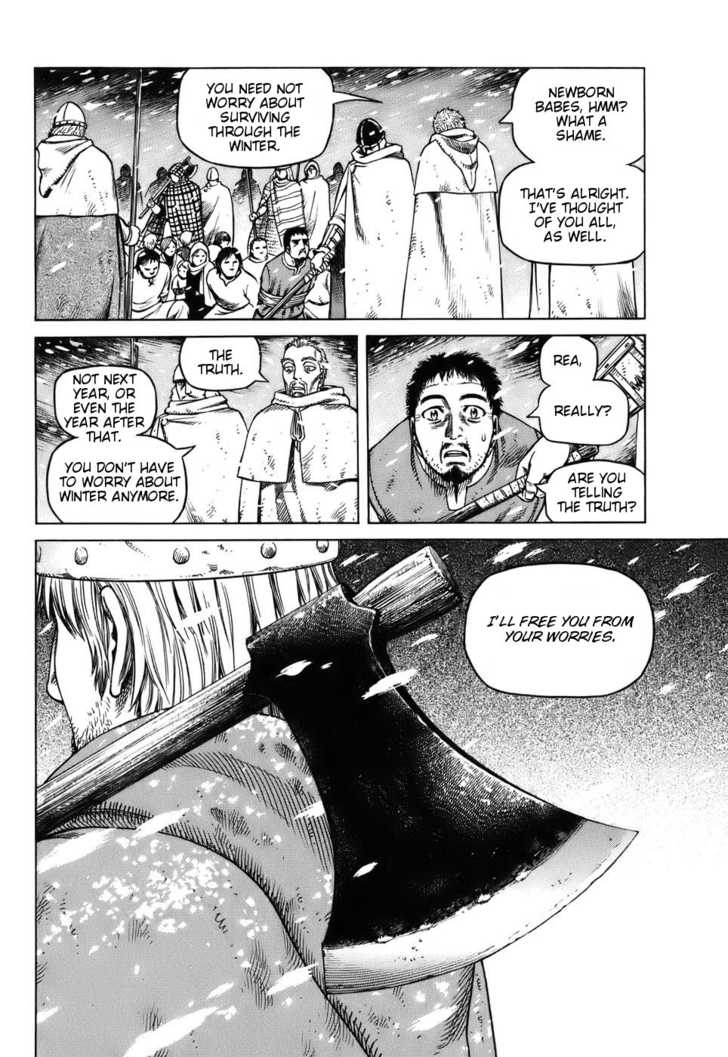 NEWBORN
BABES, HMM?
WHAT A
SHAME.
THAT'S ALRIGHT.
I'VE THOUGHT
OF YOU ALL,
AS WELL.
YOU NEED NOT
WORRY ABOUT
SURVIVING
THROUGH THE
WINTER.
REA,
REALLY?
ARE YOU
TELLING
THE TRUTH?
THE
TRUTH.
NOT NEXT
YEAR, OR
EVEN THE
YEAR AFTER
THAT.
YOU DON'T HAVE
TO WORRY ABOUT
WINTER ANYMORE.
I'LL FREE YOU FROM
YOUR WORRIES.